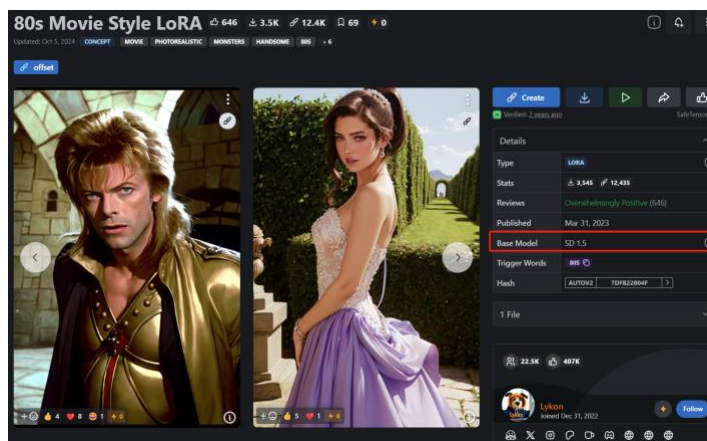 80s Movie Style LoRA 646 3.5K 12.4K 69 0
Updated: Oct 5, 2024 CONCEPT MOVIE PHOTOREALISTIC MONSTERS HANDSOME 80S + 6
offset
Create
Verified: 2 years ago SafeTensor
Details
Type LORA
Stats 3,545 12,435
Reviews Overwhelmingly Positive (646)
Published Mar 31, 2023
Base Model SD 1.5
Trigger Words 80S
Hash AUTOV2 7DFB22804F
1 File
22.5K 407K
Lykon
Joined Dec 31, 2022
Follow
4 8 1 0
5 1 0